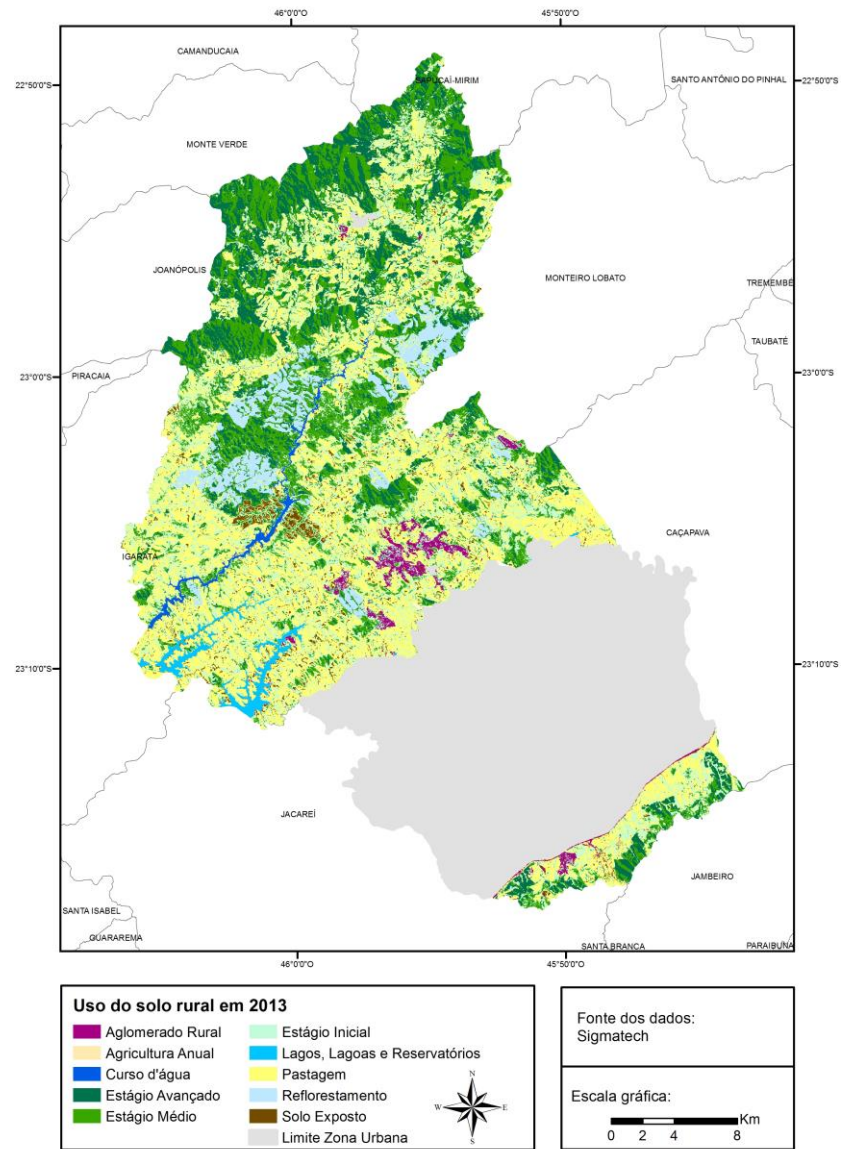 46°0'0"O
45°50'0"O
CAMANDUCAIA
SAPUCAÍ-MIRIM
SANTO ANTÔNIO DO PINHAL
22°50'0"S
22°50'0"S
MONTE VERDE
JOANÓPOLIS
MONTEIRO LOBATO
TREMEMBÉ
TAUBATÉ
PIRACAIA
23°0'0"S
23°0'0"S
CAÇAPAVA
IGARATÁ
23°10'0"S
23°10'0"S
JACAREÍ
JAMBEIRO
SANTA ISABEL
GUARAREMA
SANTA BRANCA
PARAIBUNA
46°0'0"O
45°50'0"O
Uso do solo rural em 2013
Aglomerado Rural
Agricultura Anual
Curso d'água
Estágio Avançado
Estágio Médio
Estágio Inicial
Lagos, Lagoas e Reservatórios
Pastagem
Reflorestamento
Solo Exposto
Limite Zona Urbana
N
W
E
S
Fonte dos dados:
Sigmatech
Escala gráfica:
Km
0 2 4 8